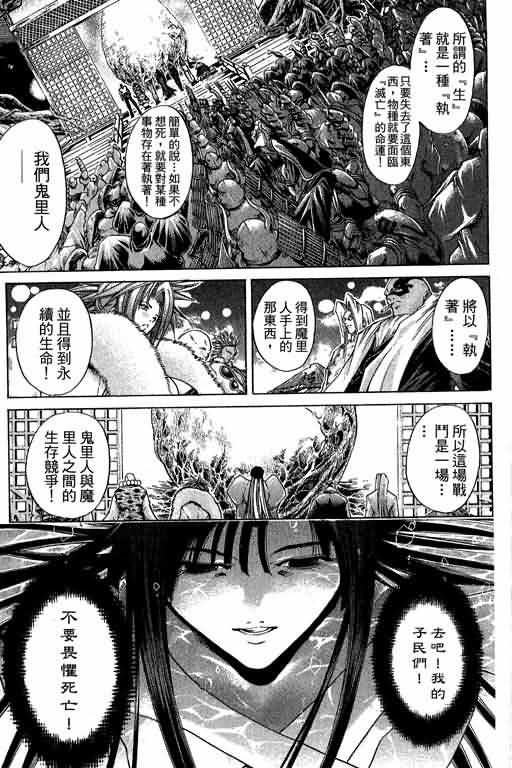 所謂的『生』
就是一種『執
著』…
只要失去了這個東
西，物種就要面臨
『滅亡』的命運！
簡單的說…如果不
想死，就要對某種
事物存在著執著！
我們鬼里人
——
將以『執
著』……
得到魔里
人手上的
那東西，
並且得到永
續的生命！
所以這場戰
鬥是一場…
…
鬼里人與魔
里人之間的
生存競爭！
去吧！我的
子民們！
不要畏懼死亡！